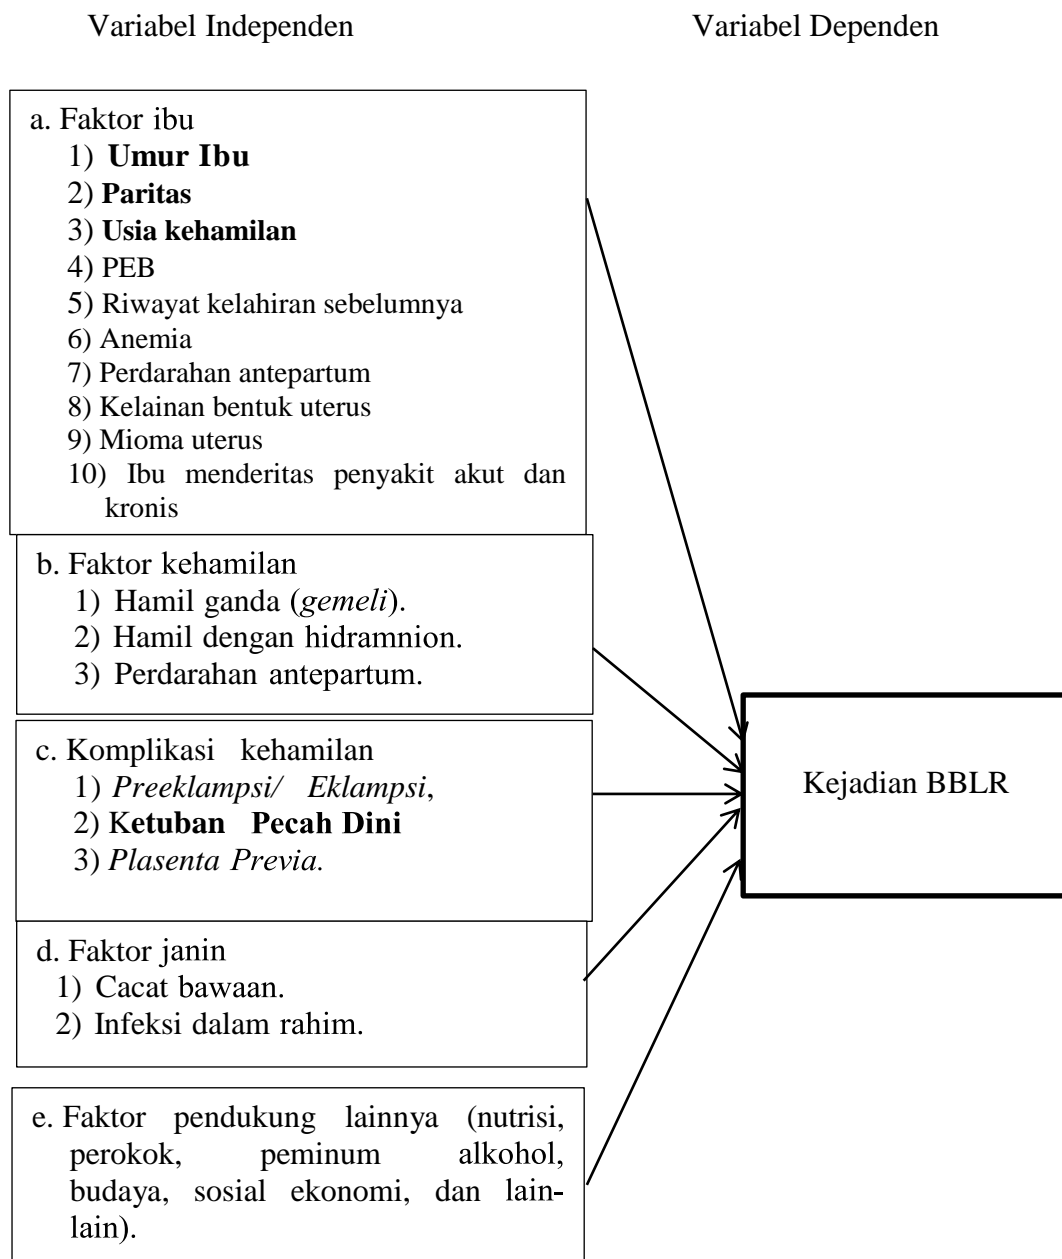 Variabel Independen
Variabel Dependen
a. Faktor ibu
1) Umur Ibu
2) Paritas
3) Usia kehamilan
4) PEB
5) Riwayat kelahiran sebelumnya
6) Anemia
7) Perdarahan antepartum
8) Kelainan bentuk uterus
9) Mioma uterus
10) Ibu menderitas penyakit akut dan
kronis
b. Faktor kehamilan
1) Hamil ganda (gemeli).
2) Hamil dengan hidramnion.
3) Perdarahan antepartum.
c. Komplikasi kehamilan
1) Preeklampsi/ Eklampsi,
2) Ketuban Pecah Dini
3) Plasenta Previa.
d. Faktor janin
1) Cacat bawaan.
2) Infeksi dalam rahim.
e. Faktor pendukung lainnya (nutrisi,
perokok, peminum alkohol,
budaya, sosial ekonomi, dan lain-
lain).
Kejadian BBLR